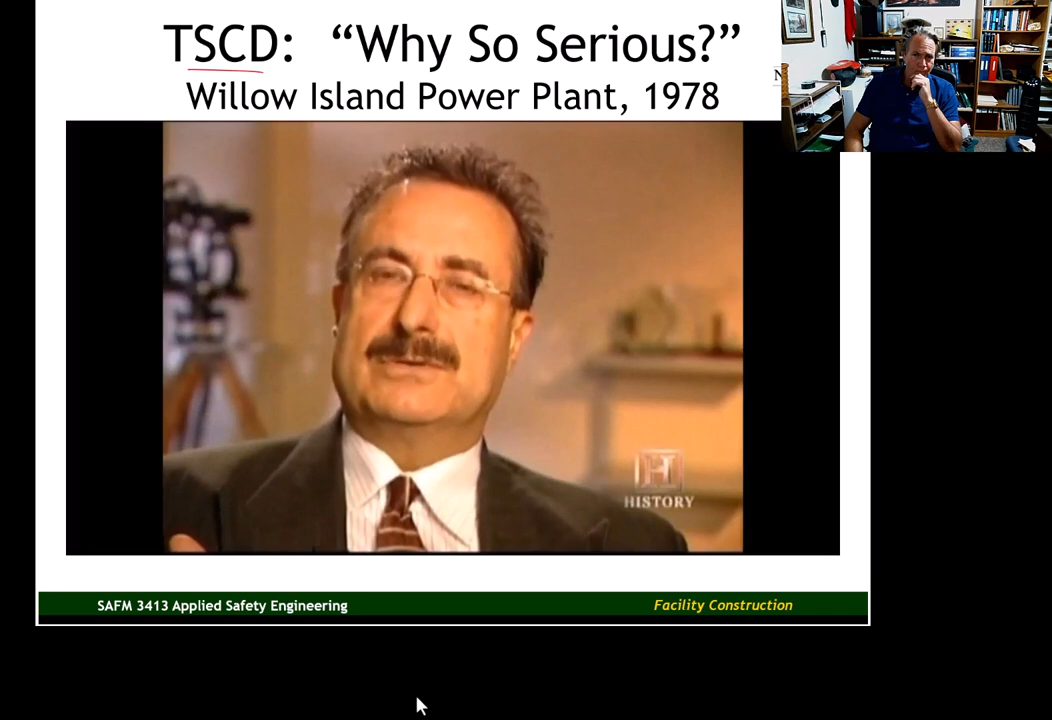 TSCD: “Why So Serious?”
Willow Island Power Plant, 1978
N
H
HISTORY
SAFM 3413 Applied Safety Engineering
Facility Construction